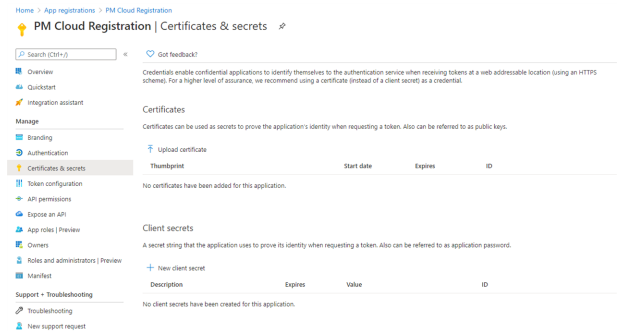 Home > App registrations > PM Cloud Registration
PM Cloud Registration | Certificates & secrets
Search (Ctrl+/)
«
Got feedback?
Overview
Quickstart
Integration assistant
Manage
Branding
Authentication
Certificates & secrets
Token configuration
API permissions
Expose an API
App roles | Preview
Owners
Roles and administrators | Preview
Manifest
Support + Troubleshooting
Troubleshooting
New support request
Credentials enable confidential applications to identify themselves to the authentication service when receiving tokens at a web addressable location (using an HTTPS
scheme). For a higher level of assurance, we recommend using a certificate (instead of a client secret) as a credential.
Certificates
Certificates can be used as secrets to prove the application's identity when requesting a token. Also can be referred to as public keys.
Upload certificate
Thumbprint Start date Expires ID
No certificates have been added for this application.
Client secrets
A secret string that the application uses to prove its identity when requesting a token. Also can be referred to as application password.
New client secret
Description Expires Value ID
No client secrets have been created for this application.